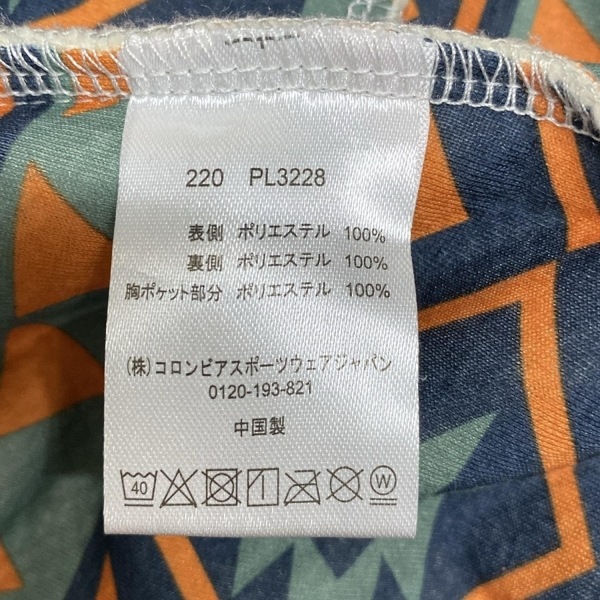 220 PL3228
表側 ポリエステル 100%
裏側 ポリエステル 100%
胸ポケット部分 ポリエステル 100%
(株)コロンビアスポーツウェアジャパン
0120-193-821
中国製
40 W